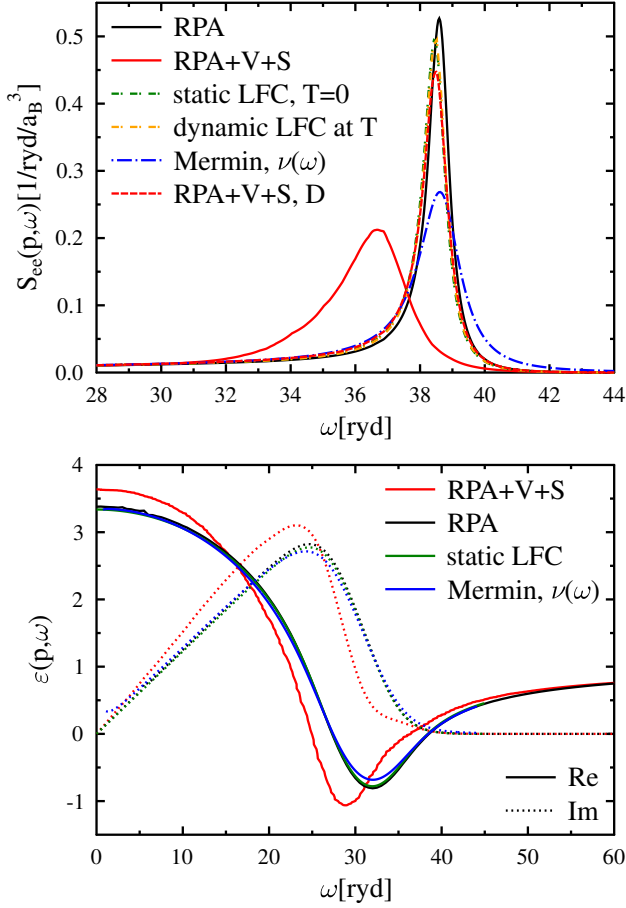 S_ee(p,ω)[1/ryd/a_B^3]
0.5
0.4
0.3
0.2
0.1
0.0
RPA
RPA+V+S
static LFC, T=0
dynamic LFC at T
Mermin, ν(ω)
RPA+V+S, D
28 30 32 34 36 38 40 42 44
ω[ryd]
ε(p,ω)
4
3
2
1
0
-1
RPA+V+S
RPA
static LFC
Mermin, ν(ω)
Re
Im
0 10 20 30 40 50 60
ω[ryd]